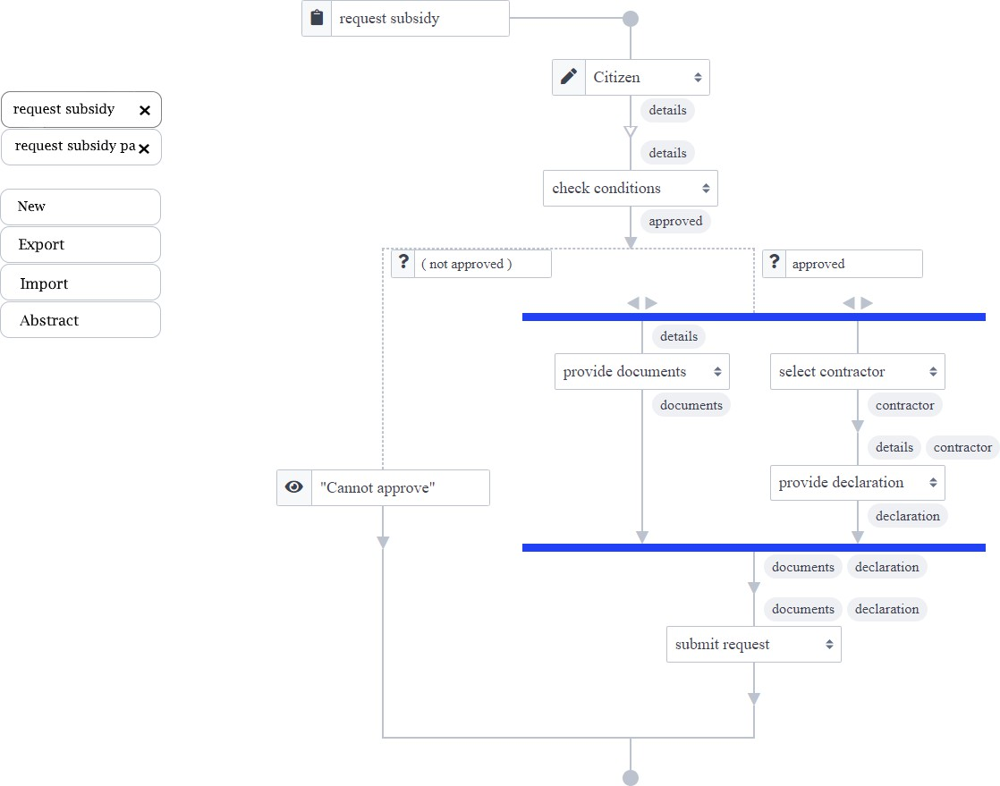 request subsidy
Citizen
details
request subsidy
request subsidy pa
details
check conditions
New
approved
Export
? ( not approved )
? approved
Import
Abstract
details
provide documents
select contractor
documents
contractor
details contractor
"Cannot approve"
provide declaration
declaration
documents declaration
documents declaration
submit request